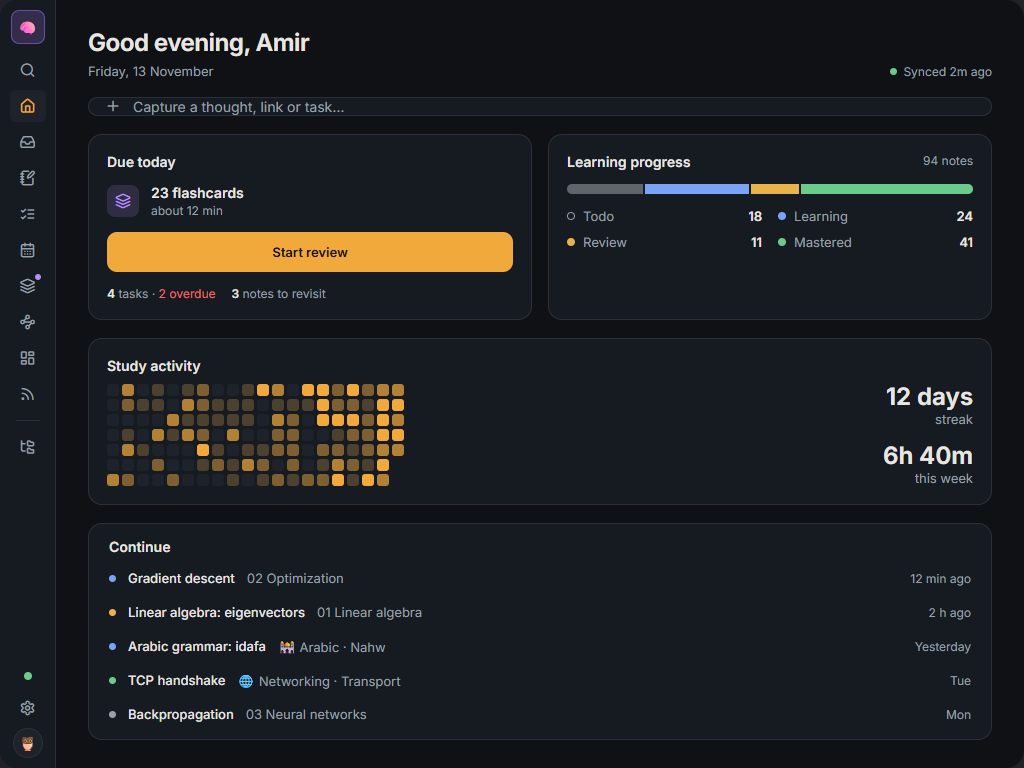 Good evening, Amir
Friday, 13 November
Synced 2m ago
Capture a thought, link or task...
Due today
23 flashcards
about 12 min
Start review
4 tasks · 2 overdue 3 notes to revisit
Learning progress
94 notes
Todo 18
Learning 24
Review 11
Mastered 41
Study activity
12 days
streak
6h 40m
this week
Continue
Gradient descent 02 Optimization 12 min ago
Linear algebra: eigenvectors 01 Linear algebra 2 h ago
Arabic grammar: idafa Arabic · Nahw Yesterday
TCP handshake Networking · Transport Tue
Backpropagation 03 Neural networks Mon